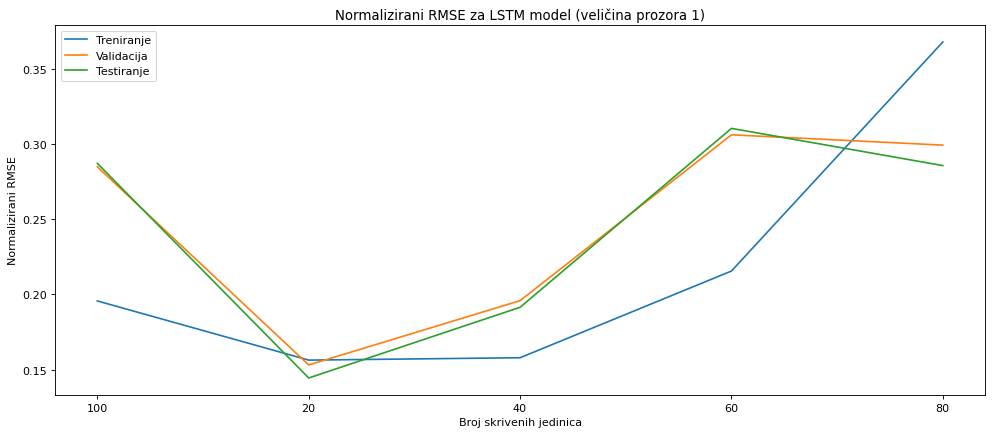 Normalizirani RMSE za LSTM model (veličina prozora 1)
Treniranje
Validacija
Testiranje
0.35
0.30
0.25
0.20
0.15
Normalizirani RMSE
100 20 40 60 80
Broj skrivenih jedinica